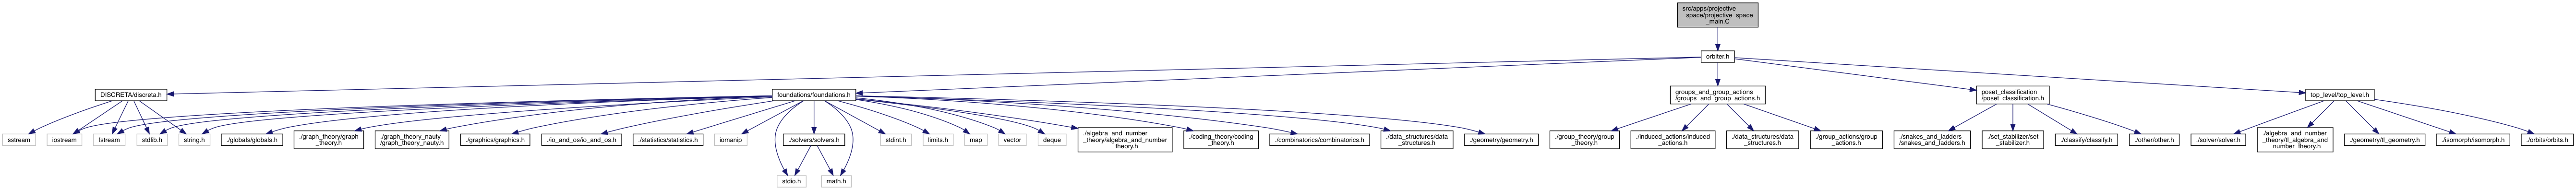 src/apps/projective
_space/projective_space
_main.C
orbiter.h
DISCRETA/discreta.h
foundations/foundations.h
groups_and_group_actions
/groups_and_group_actions.h
poset_classification
/poset_classification.h
top_level/top_level.h
sstream
iostream
fstream
stdlib.h
string.h
./globals/globals.h
./graph_theory/graph
_theory.h
./graph_theory_nauty
/graph_theory_nauty.h
./graphics/graphics.h
./io_and_os/io_and_os.h
./statistics/statistics.h
iomanip
./solvers/solvers.h
stdint.h
limits.h
map
vector
deque
./algebra_and_number
_theory/algebra_and_number
_theory.h
./coding_theory/coding
_theory.h
./combinatorics/combinatorics.h
./data_structures/data
_structures.h
./geometry/geometry.h
./group_theory/group
_theory.h
./induced_actions/induced
_actions.h
./data_structures/data
_structures.h
./group_actions/group
_actions.h
./snakes_and_ladders
/snakes_and_ladders.h
./set_stabilizer/set
_stabilizer.h
./classify/classify.h
./other/other.h
./solver/solver.h
./algebra_and_number
_theory/tl_algebra_and
_number_theory.h
./geometry/tl_geometry.h
./isomorph/isomorph.h
./orbits/orbits.h
stdio.h
math.h